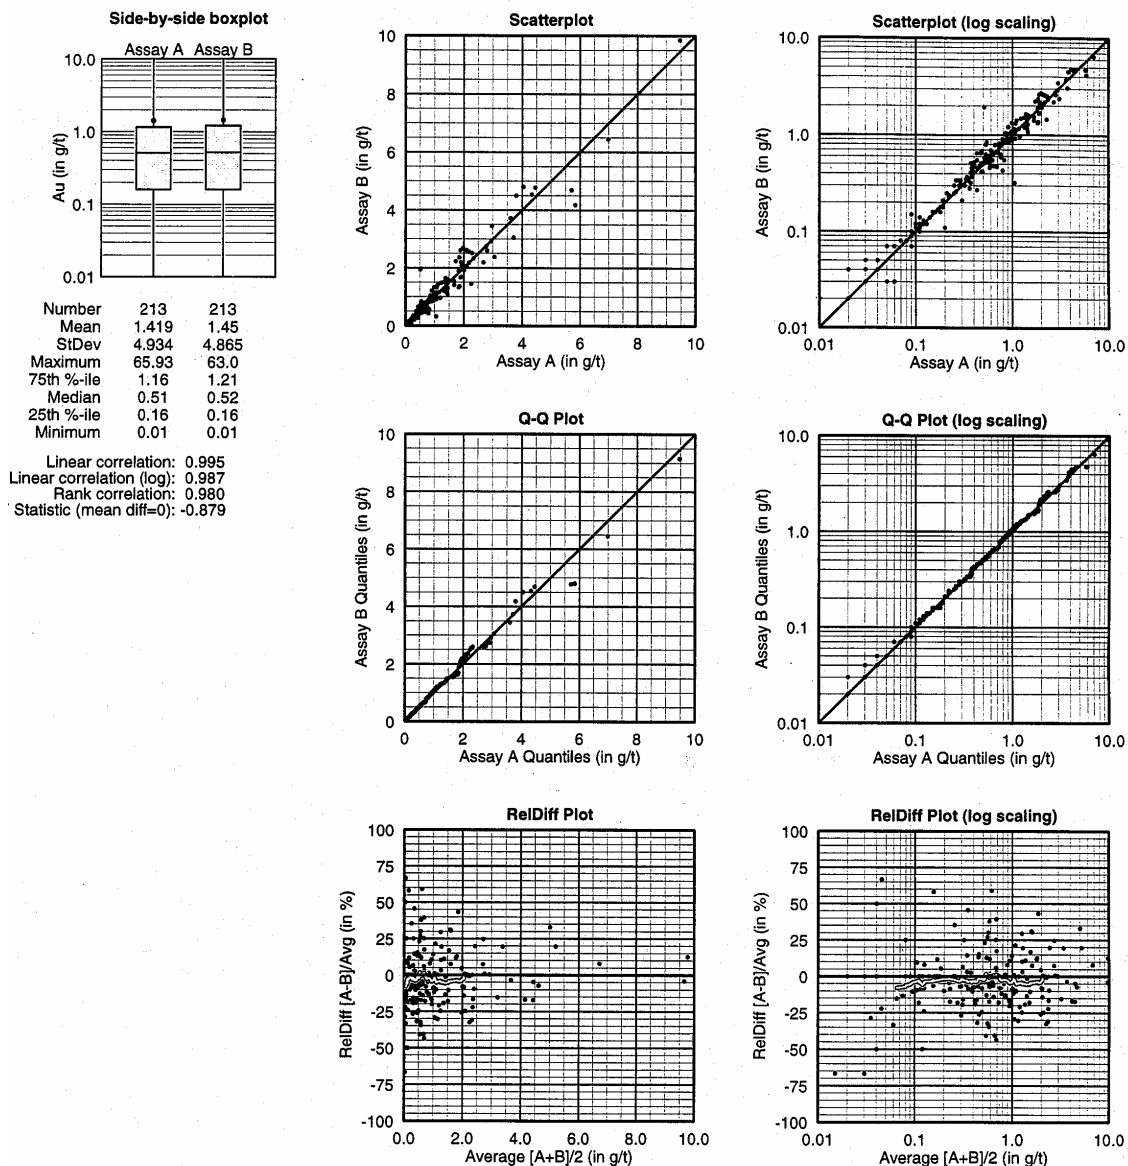 Side-by-side boxplot
Assay A Assay B
10.0
1.0
0.1
0.01
Au (in g/t)
Number 213 213
Mean 1.419 1.45
StDev 4.934 4.865
Maximum 65.93 63.0
75th %-ile 1.16 1.21
Median 0.51 0.52
25th %-ile 0.16 0.16
Minimum 0.01 0.01
Linear correlation: 0.995
Linear correlation (log): 0.987
Rank correlation: 0.980
Statistic (mean diff=0): -0.879
Scatterplot
10
8
6
4
2
0
Assay B (in g/t)
0 2 4 6 8 10
Assay A (in g/t)
Scatterplot (log scaling)
10.0
1.0
0.1
0.01
Assay B (in g/t)
0.01 0.1 1.0 10.0
Assay A (in g/t)
Q-Q Plot
10
8
6
4
2
0
Assay B Quantiles (in g/t)
0 2 4 6 8 10
Assay A Quantiles (in g/t)
Q-Q Plot (log scaling)
10.0
1.0
0.1
0.01
Assay B Quantiles (in g/t)
0.01 0.1 1.0 10.0
Assay A Quantiles (in g/t)
RelDiff Plot
100
75
50
25
0
-25
-50
-75
-100
RelDiff [A-B]/Avg (in %)
0.0 2.0 4.0 6.0 8.0 10.0
Average [A+B]/2 (in g/t)
RelDiff Plot (log scaling)
100
75
50
25
0
-25
-50
-75
-100
RelDiff [A-B]/Avg (in %)
0.01 0.1 1.0 10.0
Average [A+B]/2 (in g/t)